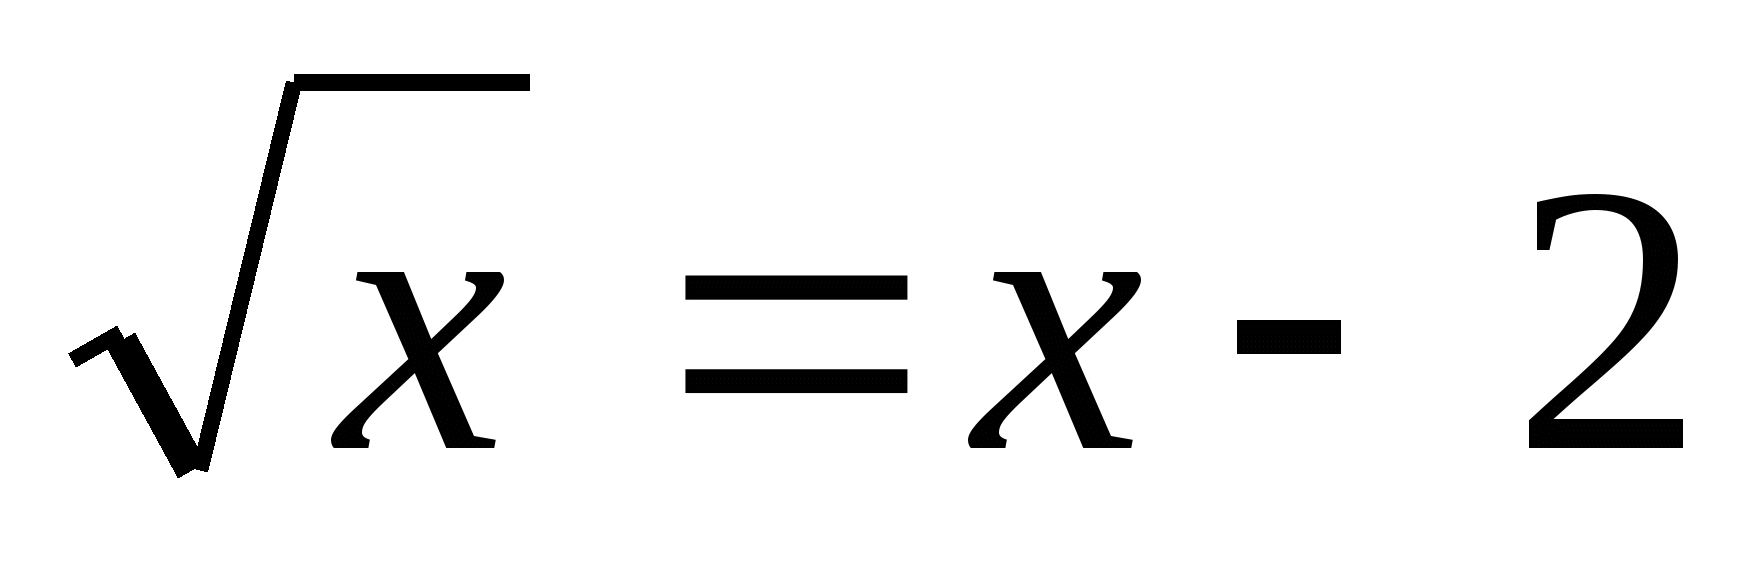 √x = x - 2